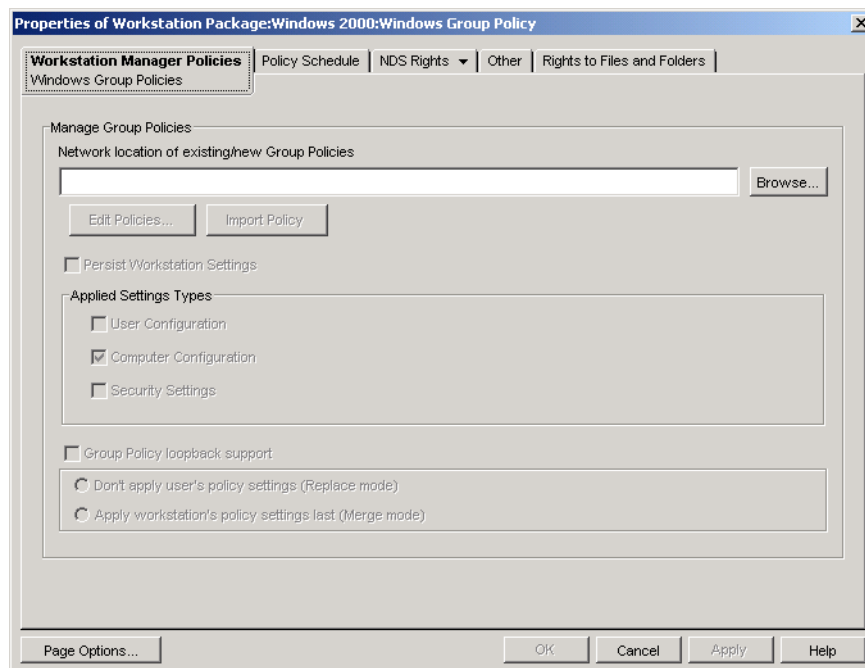 Properties of Workstation Package:Windows 2000:Windows Group Policy
Workstation Manager Policies Policy Schedule NDS Rights Other Rights to Files and Folders
Windows Group Policies
Manage Group Policies
Network location of existing/new Group Policies
Browse...
Edit Policies... Import Policy
Persist Workstation Settings
Applied Settings Types
User Configuration
Computer Configuration
Security Settings
Group Policy loopback support
Don't apply user's policy settings (Replace mode)
Apply workstation's policy settings last (Merge mode)
Page Options... OK Cancel Apply Help